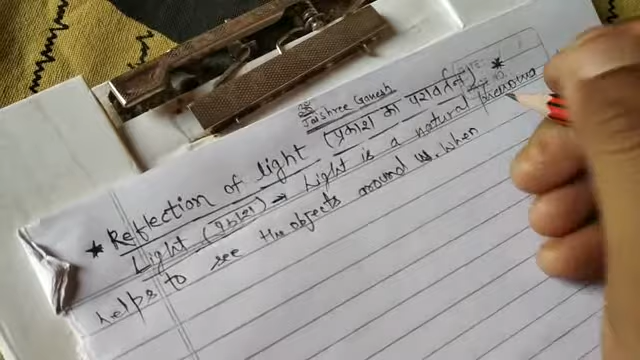 ॐ
Jaishree Ganesh
* Reflection of light (प्रकाश का परावर्तन) *
Light (प्रकाश) → Light is a natural
helps to see the objects around us. When